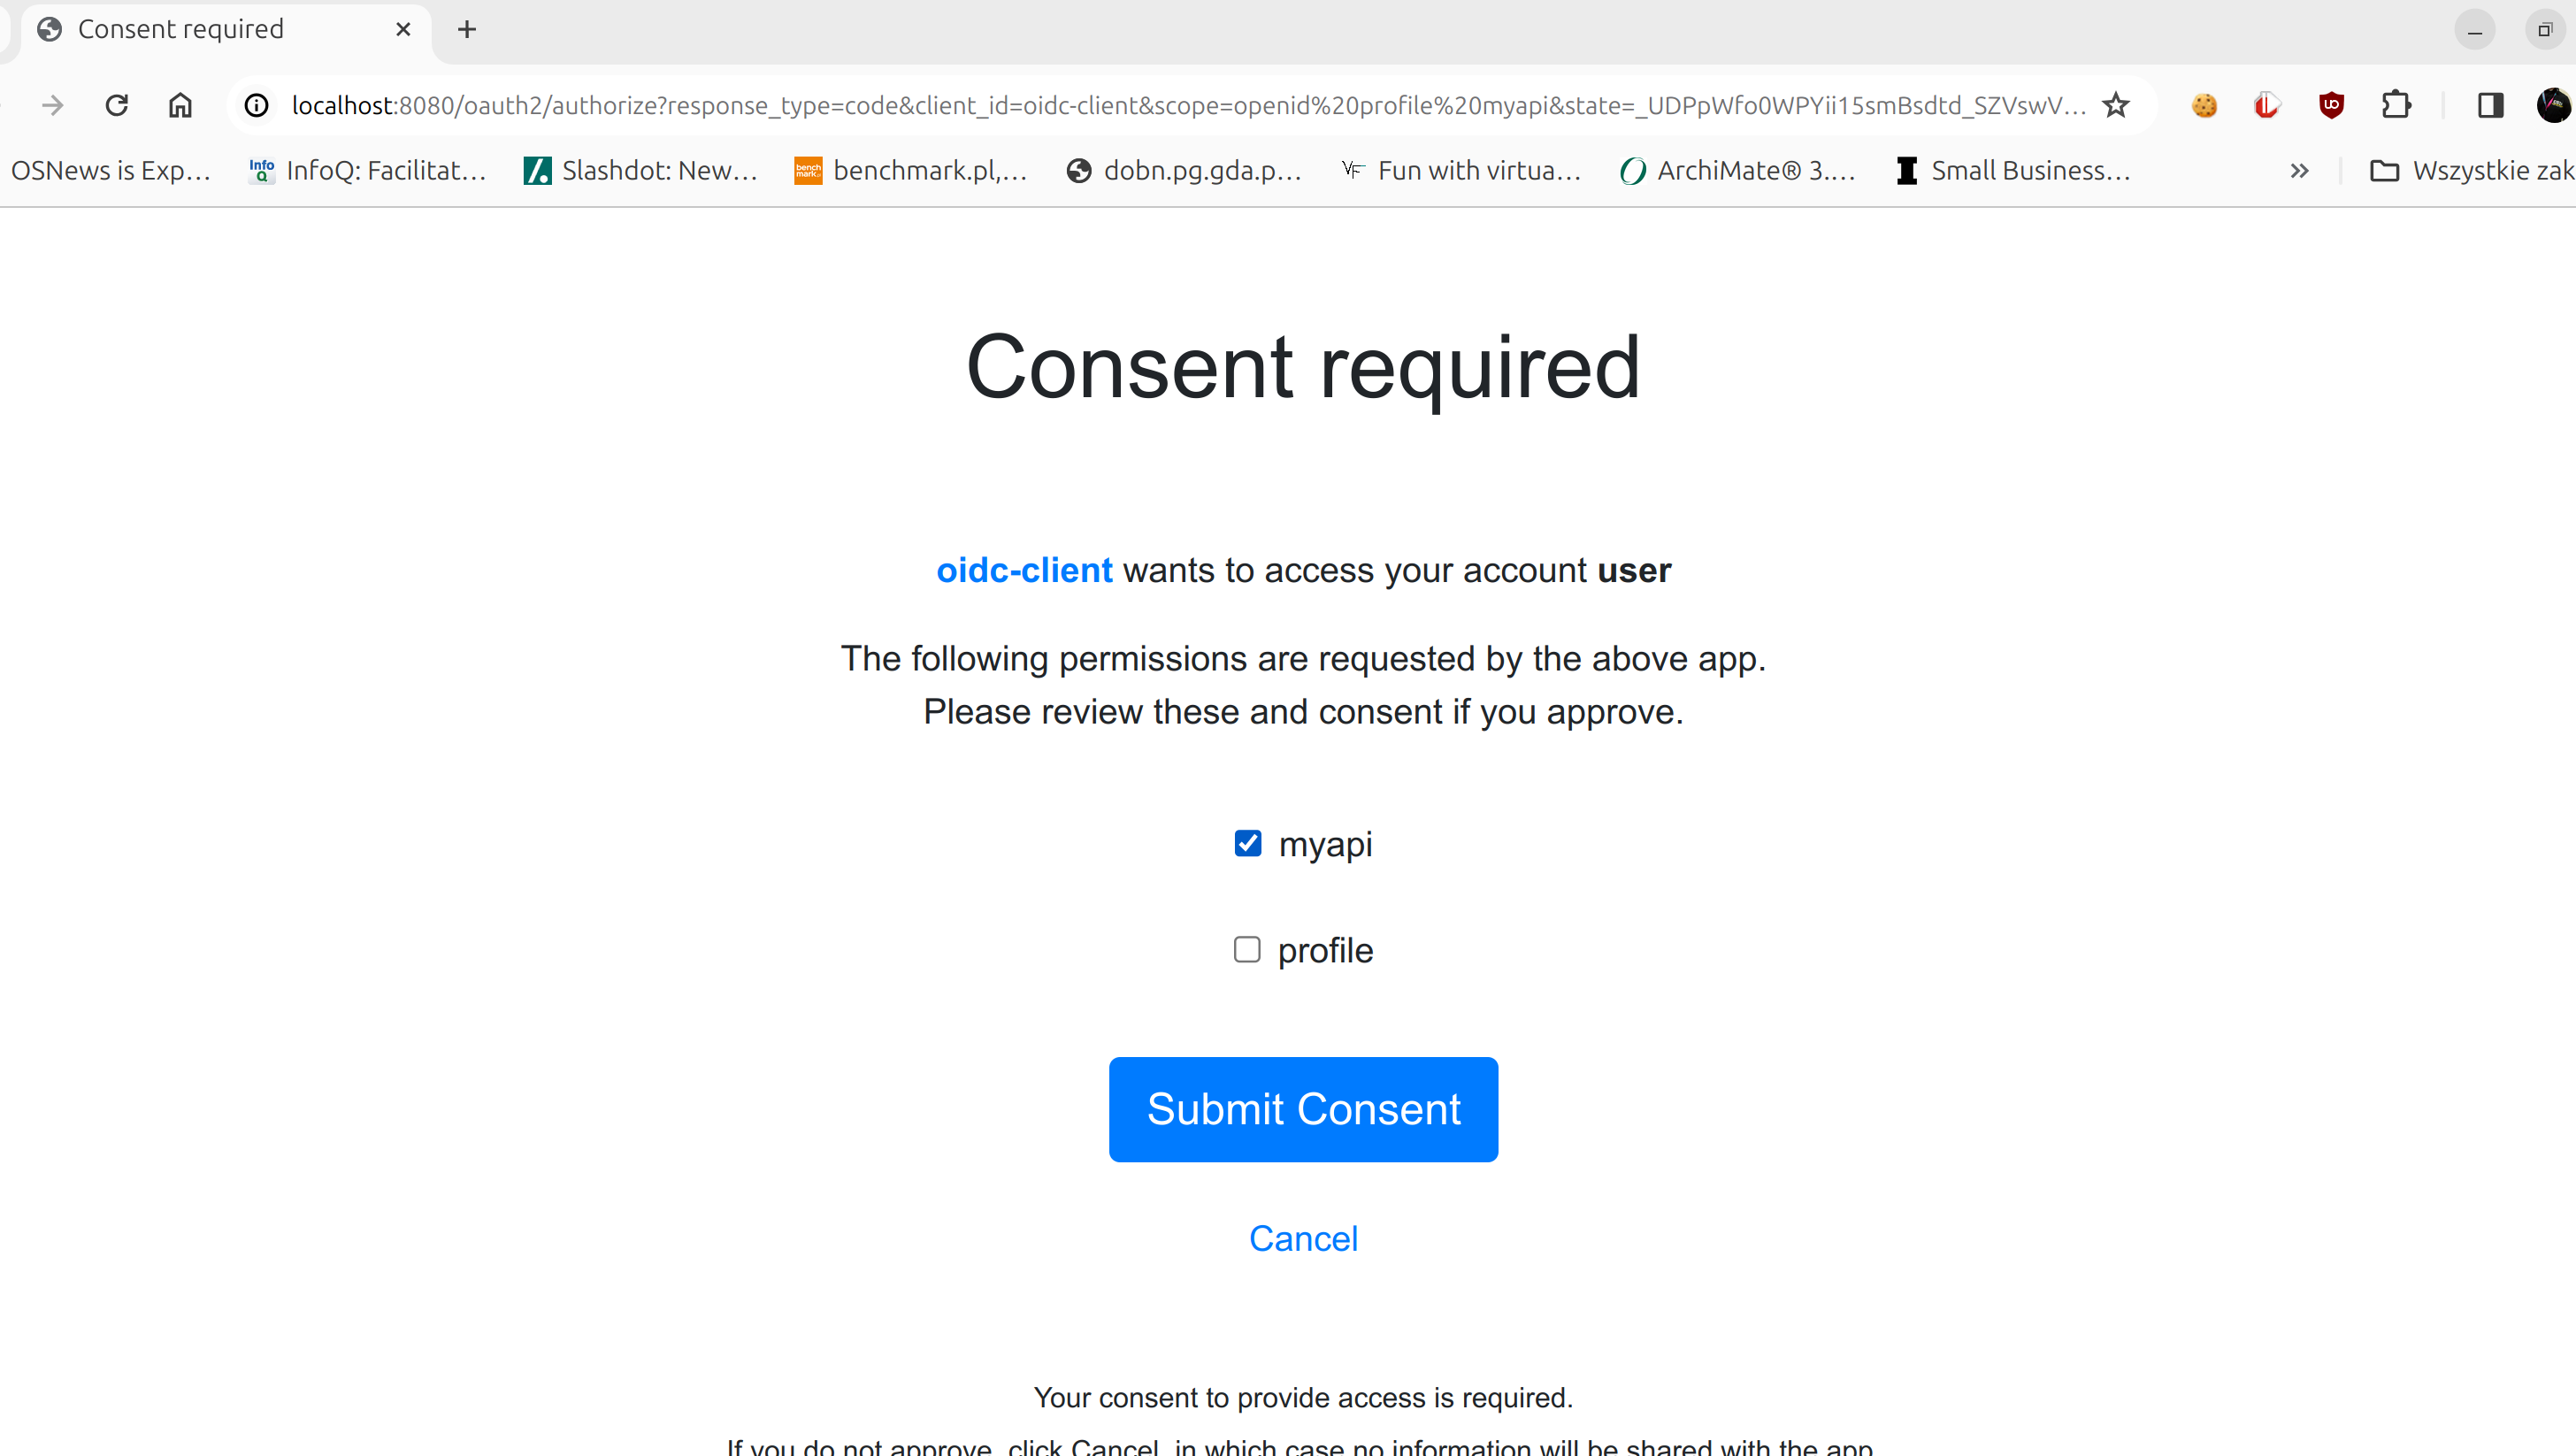 Consent required
localhost:8080/oauth2/authorize?response_type=code&client_id=oidc-client&scope=openid%20profile%20myapi&state=_UDPpWfo0WPYii15smBsdtd_SZVswV…
OSNews is Exp… InfoQ: Facilitat… Slashdot: New… benchmark.pl,… dobn.pg.gda.p… Fun with virtua… ArchiMate® 3.… Small Business… » Wszystkie zak
Consent required
oidc-client wants to access your account user
The following permissions are requested by the above app.
Please review these and consent if you approve.
myapi
profile
Submit Consent
Cancel
Your consent to provide access is required.
If you do not approve, click Cancel, in which case no information will be shared with the app.